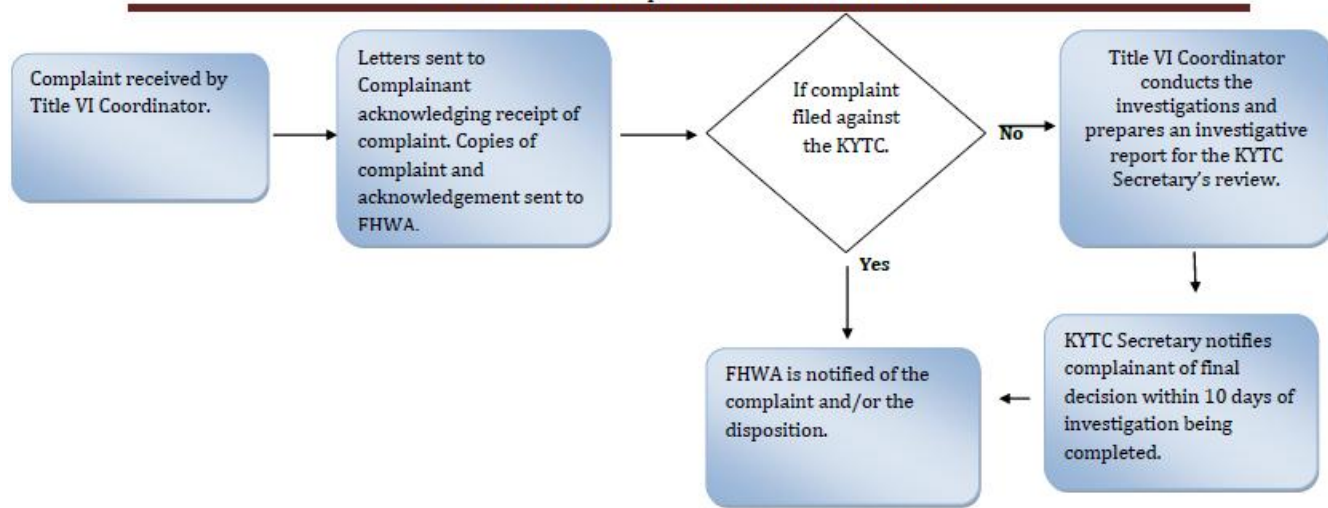 Complaint received by
Title VI Coordinator.
Letters sent to
Complainant
acknowledging receipt of
complaint. Copies of
complaint and
acknowledgement sent to
FHWA.
If complaint
filed against
the KYTC.
No
Title VI Coordinator
conducts the
investigations and
prepares an investigative
report for the KYTC
Secretary’s review.
Yes
FHWA is notified of the
complaint and/or the
disposition.
KYTC Secretary notifies
complainant of final
decision within 10 days of
investigation being
completed.